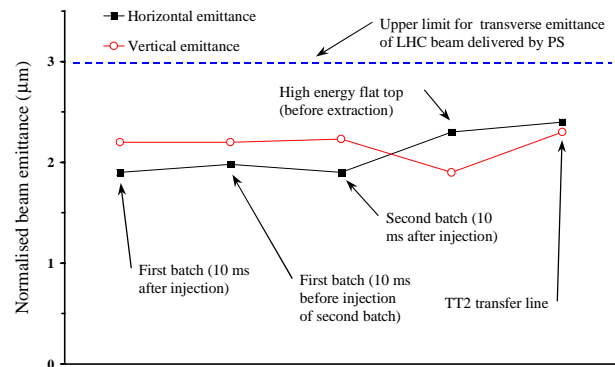 Horizontal emittance
Vertical emittance
Upper limit for transverse emittance
of LHC beam delivered by PS
High energy flat top
(before extraction)
Second batch (10
ms after injection)
First batch (10 ms
after injection)
First batch (10 ms
before injection
of second batch)
TT2 transfer line
Normalised beam emittance (μm)
3
2
1
0